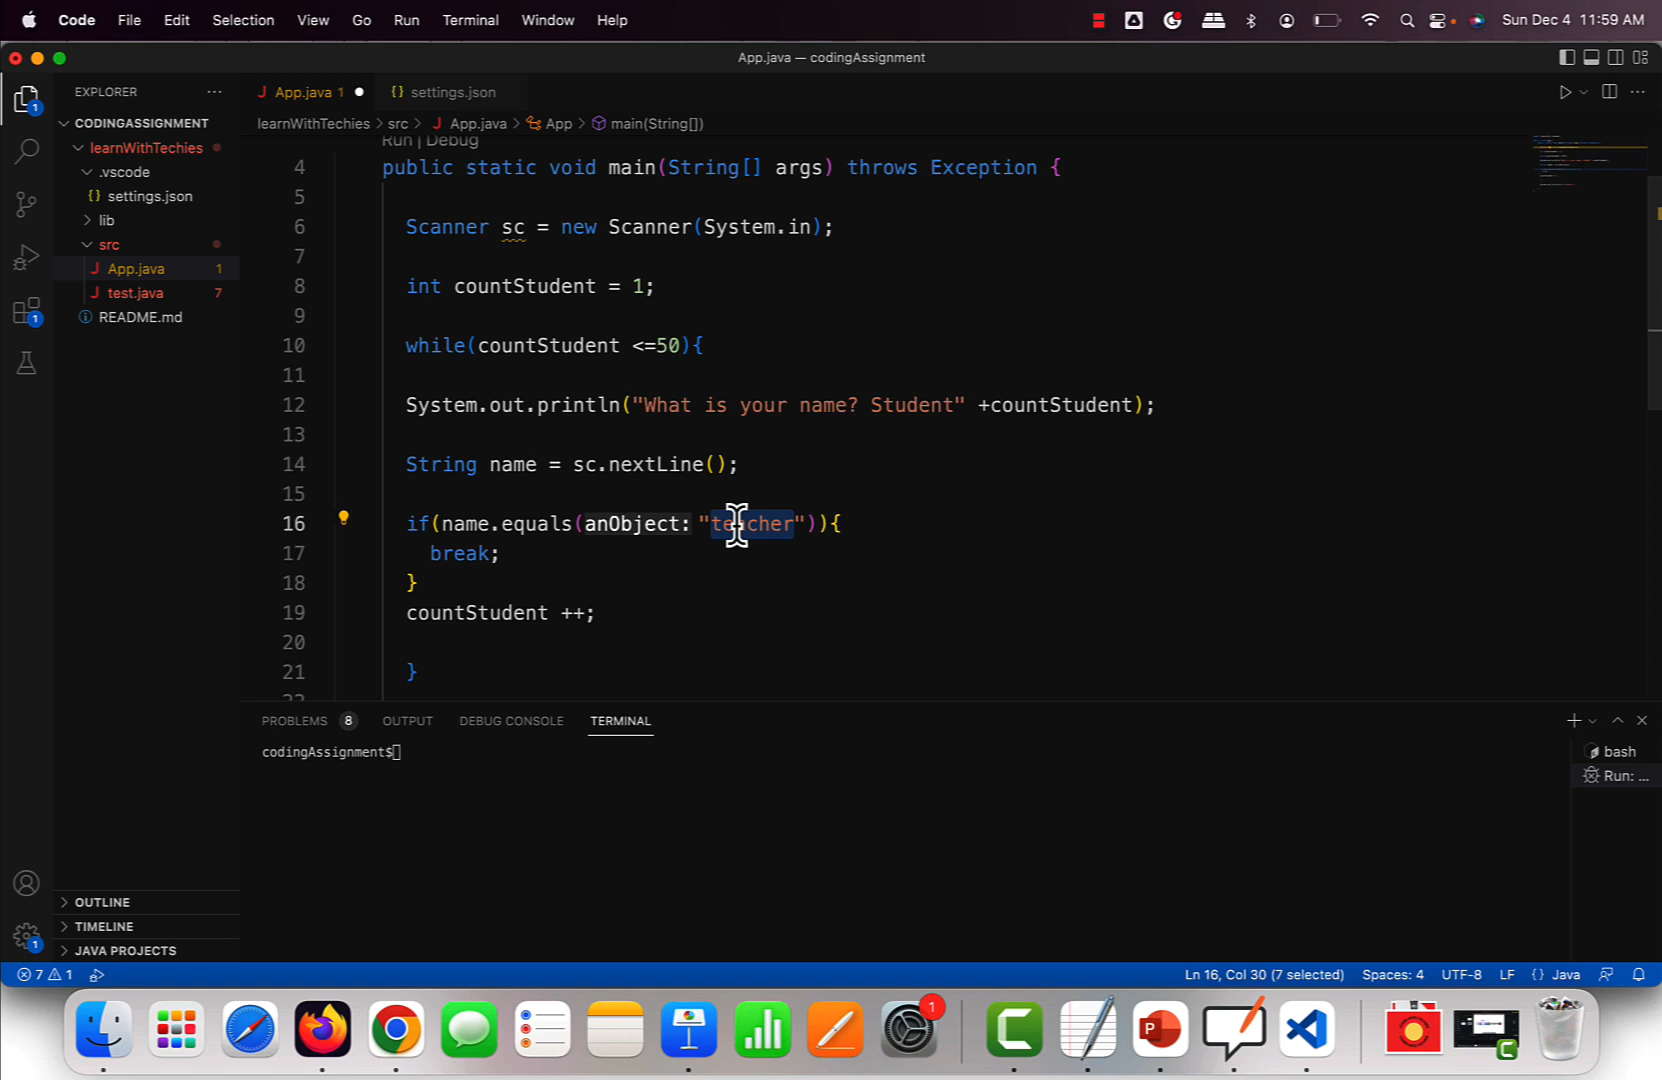 Code File Edit Selection View Go Run Terminal Window Help Sun Dec 4 11:59 AM
App.java — codingAssignment
EXPLORER ···
App.java 1 settings.json
CODINGASSIGNMENT
learnWithTechies > src > App.java > App > main(String[])
learnWithTechies
.vscode
settings.json
lib
src
App.java 1
test.java 7
README.md
Run | Debug
4 public static void main(String[] args) throws Exception {
5
6 Scanner sc = new Scanner(System.in);
7
8 int countStudent = 1;
9
10 while(countStudent <=50){
11
12 System.out.println("What is your name? Student" +countStudent);
13
14 String name = sc.nextLine();
15
16 if(name.equals(anObject: "teacher")){
17 break;
18 }
19 countStudent ++;
20
21 }
PROBLEMS 8 OUTPUT DEBUG CONSOLE TERMINAL
codingAssignment$
bash
Run: ...
OUTLINE
TIMELINE
JAVA PROJECTS
7 1 Ln 16, Col 30 (7 selected) Spaces: 4 UTF-8 LF {} Java
1